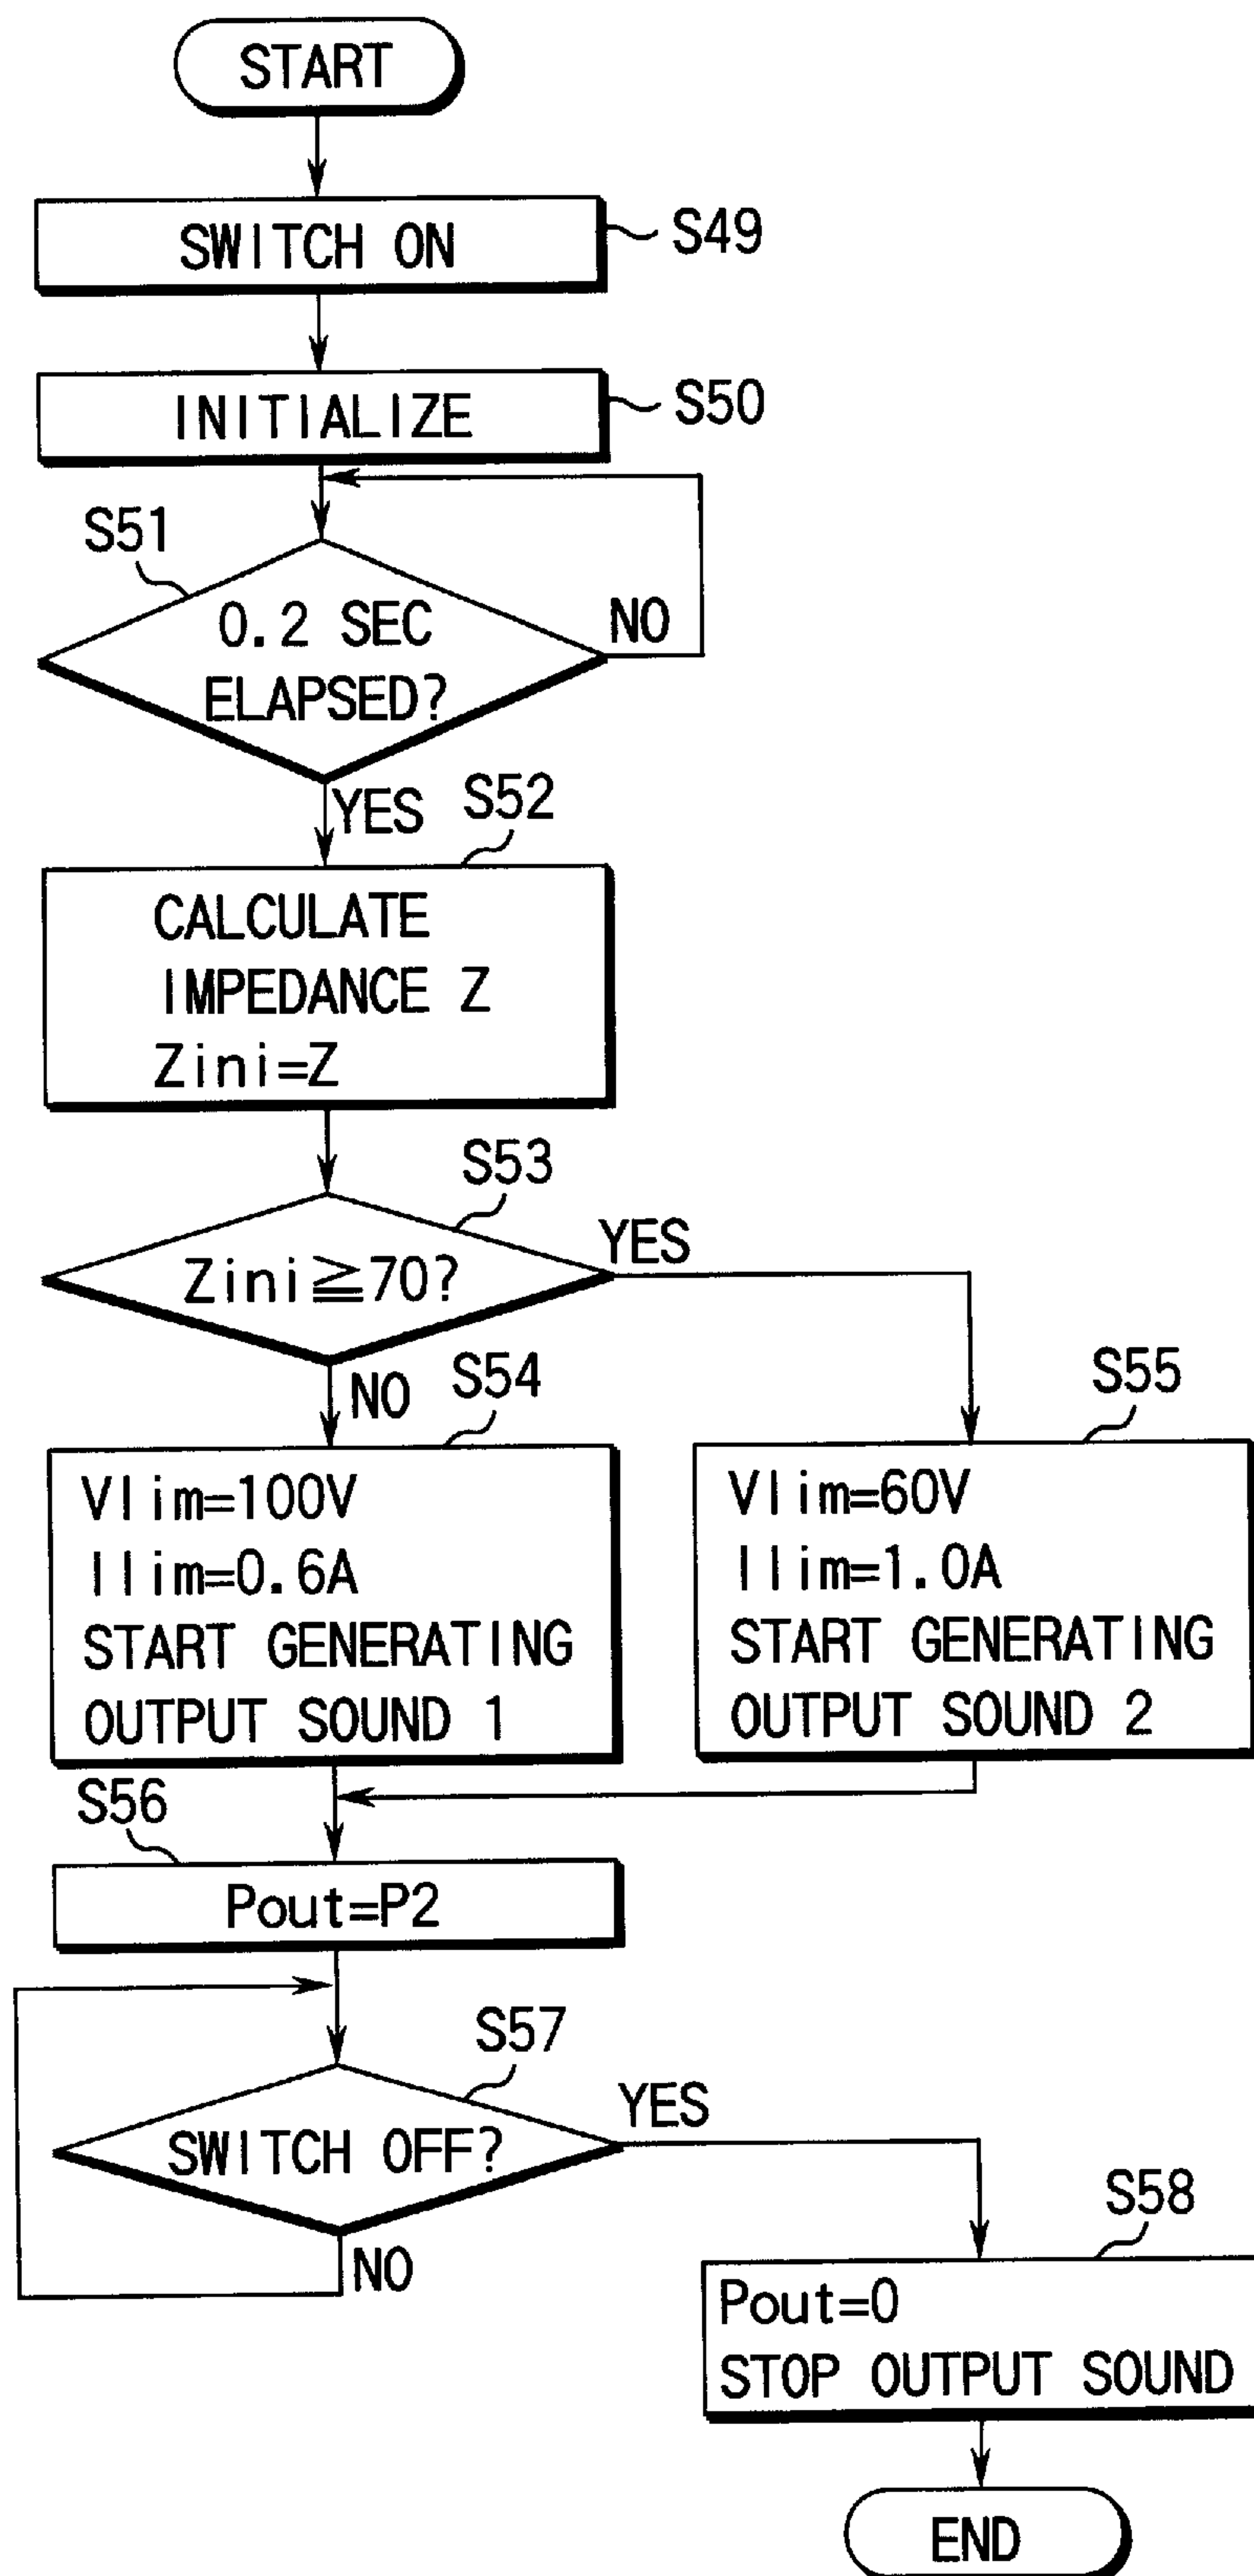 START
SWITCH ON
S49
INITIALIZE
S50
S51
0.2 SEC
ELAPSED?
NO
YES
S52
CALCULATE
IMPEDANCE Z
Zini=Z
S53
Zini≧70?
YES
NO
S54
Vlim=100V
Ilim=0.6A
START GENERATING
OUTPUT SOUND 1
S55
Vlim=60V
Ilim=1.0A
START GENERATING
OUTPUT SOUND 2
S56
Pout=P2
S57
SWITCH OFF?
YES
NO
S58
Pout=0
STOP OUTPUT SOUND
END